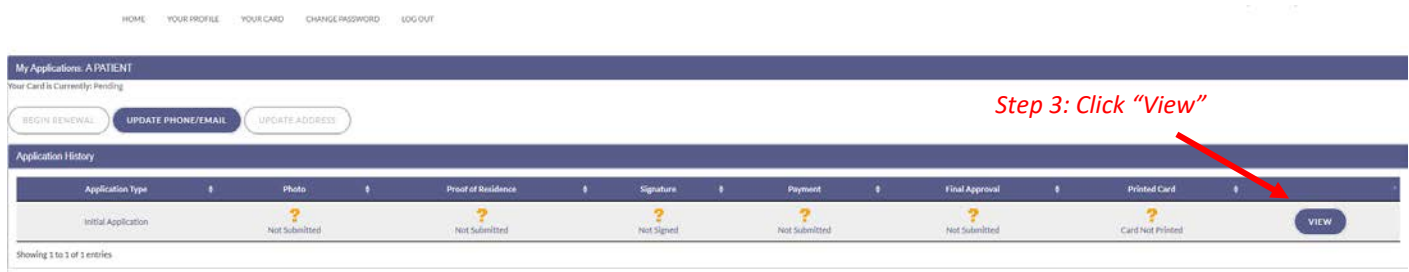 HOME YOUR PROFILE YOUR CARD CHANGE PASSWORD LOG OUT
My Applications: A PATIENT
Your Card is Currently: Pending
BEGIN RENEWAL UPDATE PHONE/EMAIL UPDATE ADDRESS
Step 3: Click “View”
Application History
Application Type Photo Proof of Residence Signature Payment Final Approval Printed Card
? ? ? ? ? ?
Initial Application Not Submitted Not Submitted Not Signed Not Submitted Not Submitted Card Not Printed VIEW
Showing 1 to 1 of 1 entries